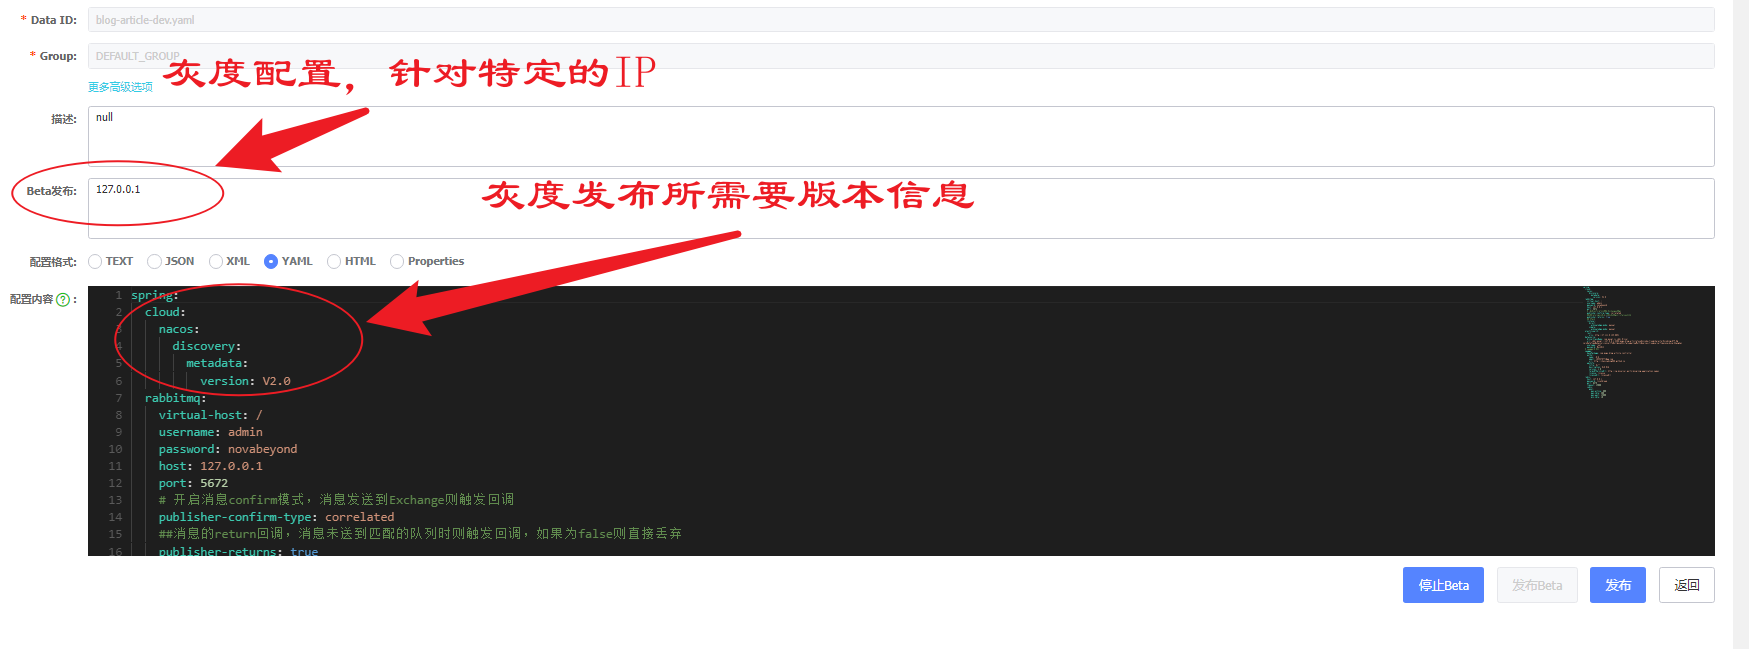 * Data ID: blog-article-dev.yaml
* Group: DEFAULT_GROUP
更多高级选项
灰度配置，针对特定的IP
描述: null
Beta发布: 127.0.0.1
灰度发布所需要版本信息
配置格式: TEXT JSON XML YAML HTML Properties
配置内容 ? :
1 spring:
2 cloud:
3 nacos:
4 discovery:
5 metadata:
6 version: V2.0
7 rabbitmq:
8 virtual-host: /
9 username: admin
10 password: novabeyond
11 host: 127.0.0.1
12 port: 5672
13 # 开启消息confirm模式，消息发送到Exchange则触发回调
14 publisher-confirm-type: correlated
15 ##消息的return回调，消息未送到匹配的队列时则触发回调，如果为false则直接丢弃
16 publisher-returns: true
停止Beta 发布Beta 发布 返回